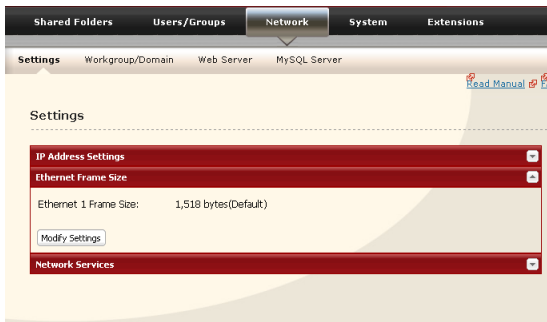 Shared Folders Users/Groups Network System Extensions
Settings Workgroup/Domain Web Server MySQL Server
Read Manual
Settings
IP Address Settings
Ethernet Frame Size
Ethernet 1 Frame Size: 1,518 bytes(Default)
Modify Settings
Network Services